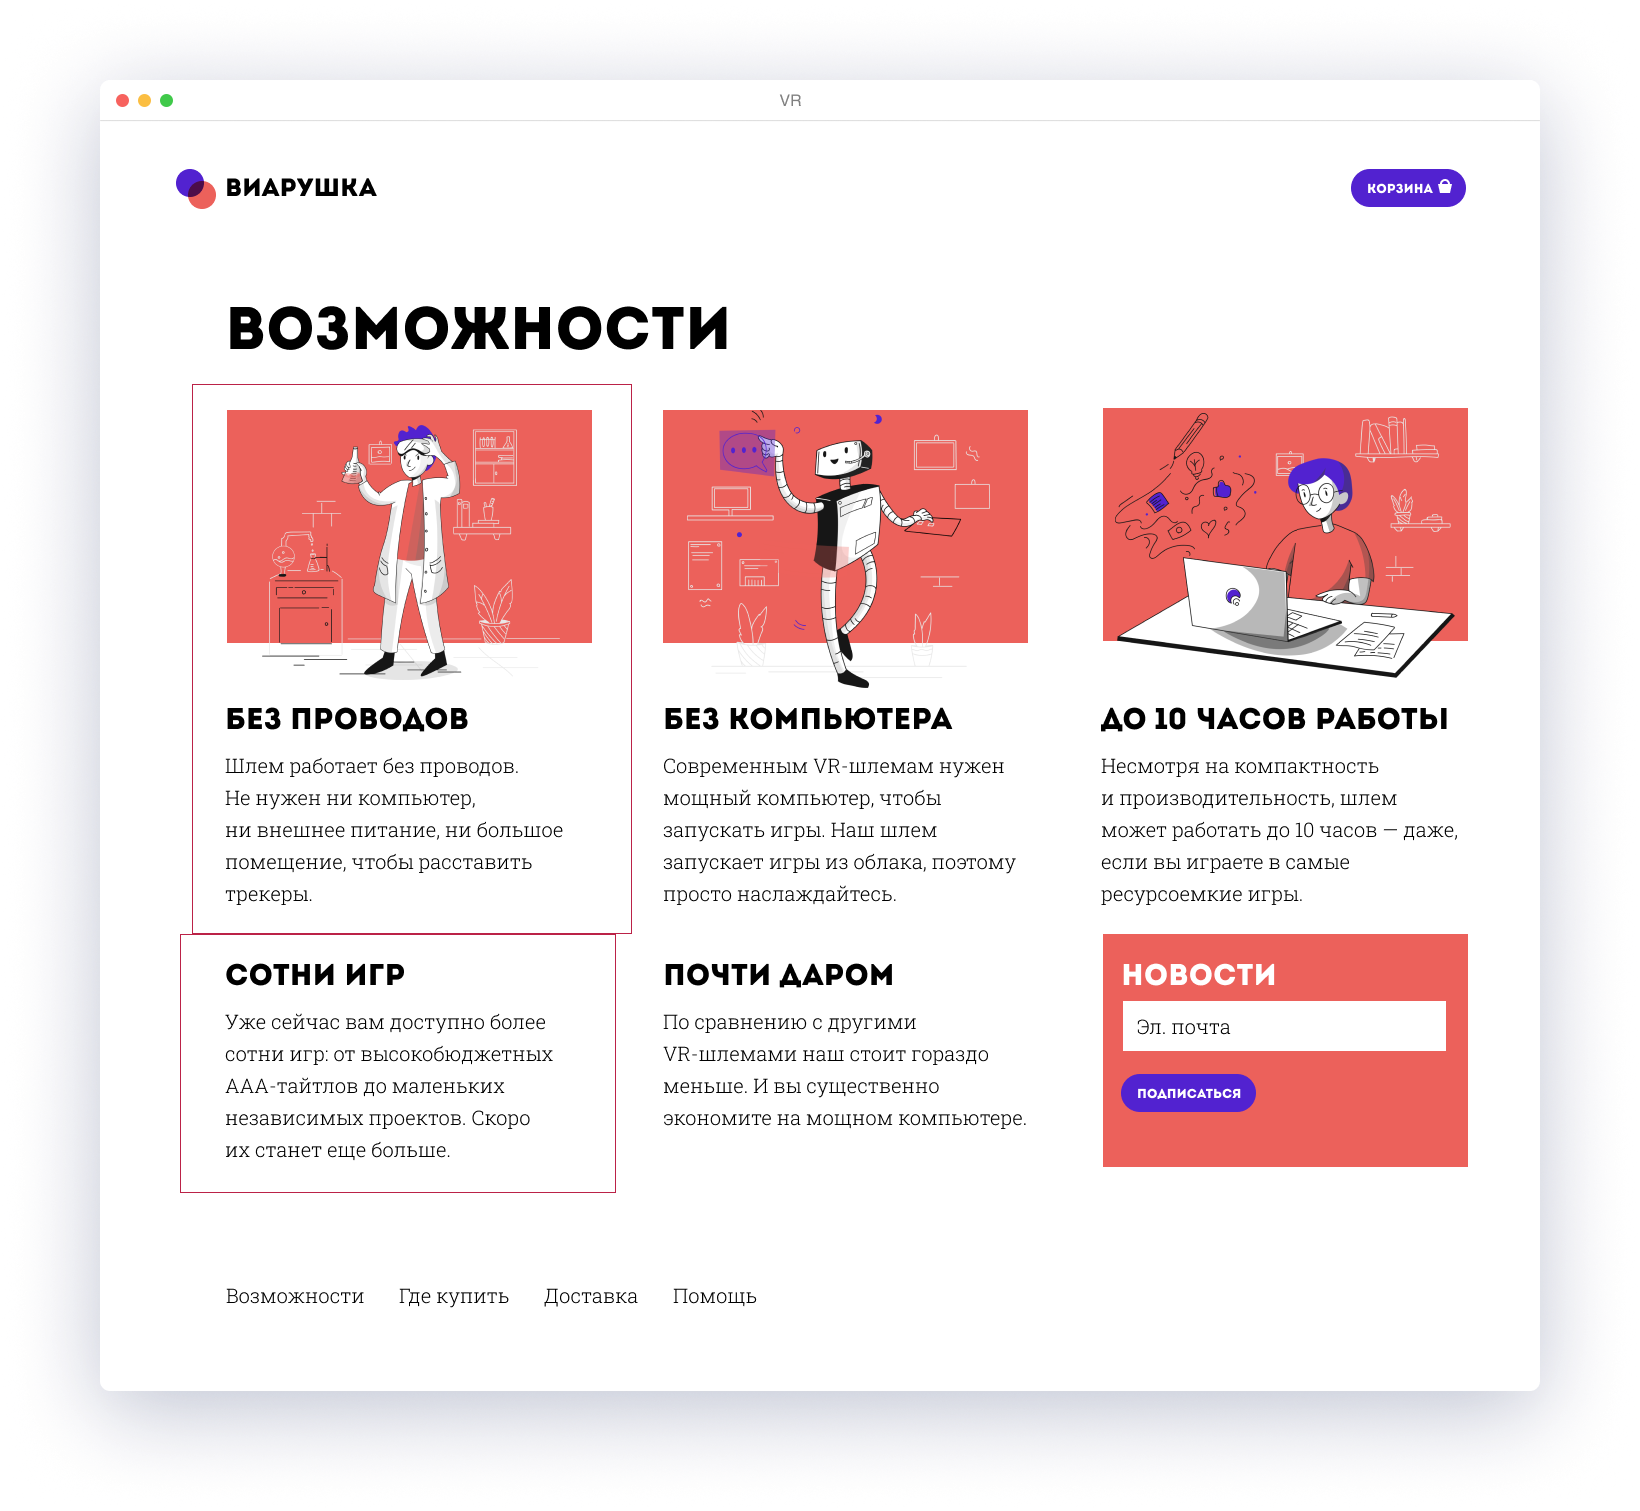 VR
ВИАРУШКА
КОРЗИНА
ВОЗМОЖНОСТИ
БЕЗ ПРОВОДОВ
Шлем работает без проводов.
Не нужен ни компьютер,
ни внешнее питание, ни большое
помещение, чтобы расставить
трекеры.
БЕЗ КОМПЬЮТЕРА
Современным VR-шлемам нужен
мощный компьютер, чтобы
запускать игры. Наш шлем
запускает игры из облака, поэтому
просто наслаждайтесь.
ДО 10 ЧАСОВ РАБОТЫ
Несмотря на компактность
и производительность, шлем
может работать до 10 часов — даже,
если вы играете в самые
ресурсоемкие игры.
СОТНИ ИГР
Уже сейчас вам доступно более
сотни игр: от высокобюджетных
ААА-тайтлов до маленьких
независимых проектов. Скоро
их станет еще больше.
ПОЧТИ ДАРОМ
По сравнению с другими
VR-шлемами наш стоит гораздо
меньше. И вы существенно
экономите на мощном компьютере.
НОВОСТИ
Эл. почта
ПОДПИСАТЬСЯ
Возможности Где купить Доставка Помощь